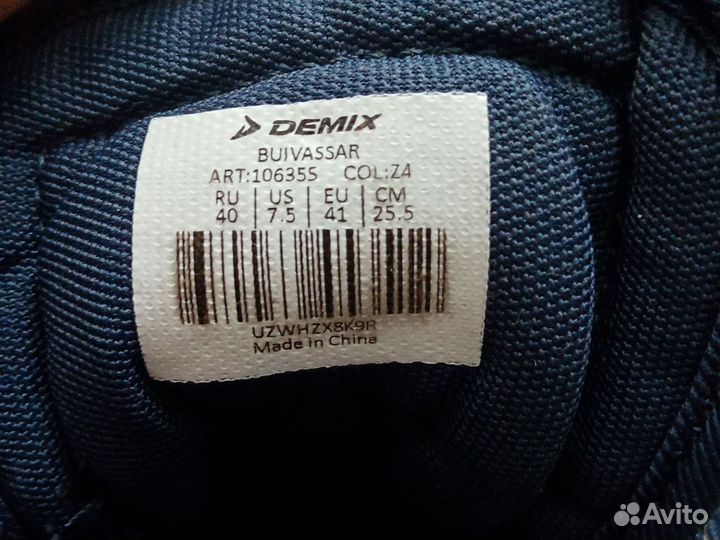 DEMIX
BUIVASSAR
ART:106355 COL:Z4
RU US EU CM
40 7.5 41 25.5
UZWHZX8K9R
Made in China
Avito